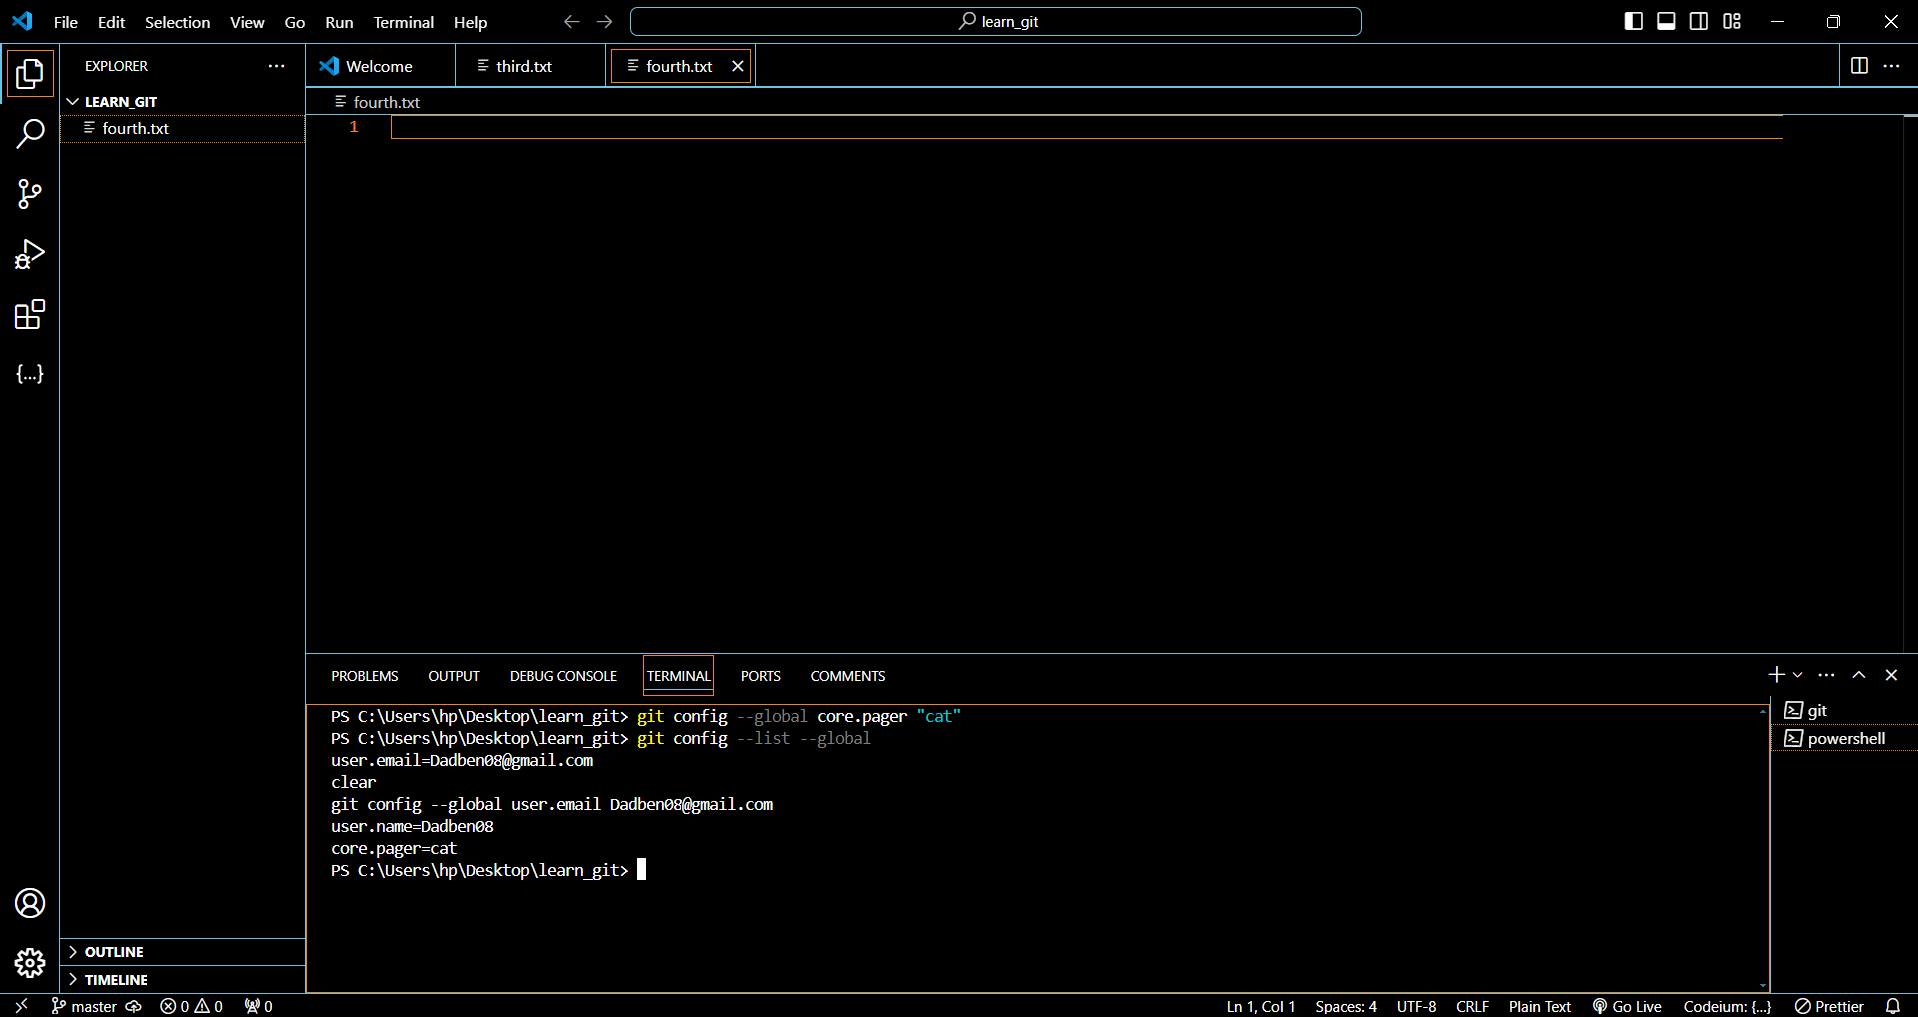 File Edit Selection View Go Run Terminal Help
learn_git
EXPLORER
LEARN_GIT
fourth.txt
{...}
OUTLINE
TIMELINE
Welcome
third.txt
fourth.txt
fourth.txt
1
PROBLEMS OUTPUT DEBUG CONSOLE TERMINAL PORTS COMMENTS
PS C:\Users\hp\Desktop\learn_git> git config --global core.pager "cat"
PS C:\Users\hp\Desktop\learn_git> git config --list --global
user.email=Dadben08@gmail.com
clear
git config --global user.email Dadben08@gmail.com
user.name=Dadben08
core.pager=cat
PS C:\Users\hp\Desktop\learn_git>
git
powershell
master 0 0 0 Ln 1, Col 1 Spaces: 4 UTF-8 CRLF Plain Text Go Live Codeium: {...} Prettier